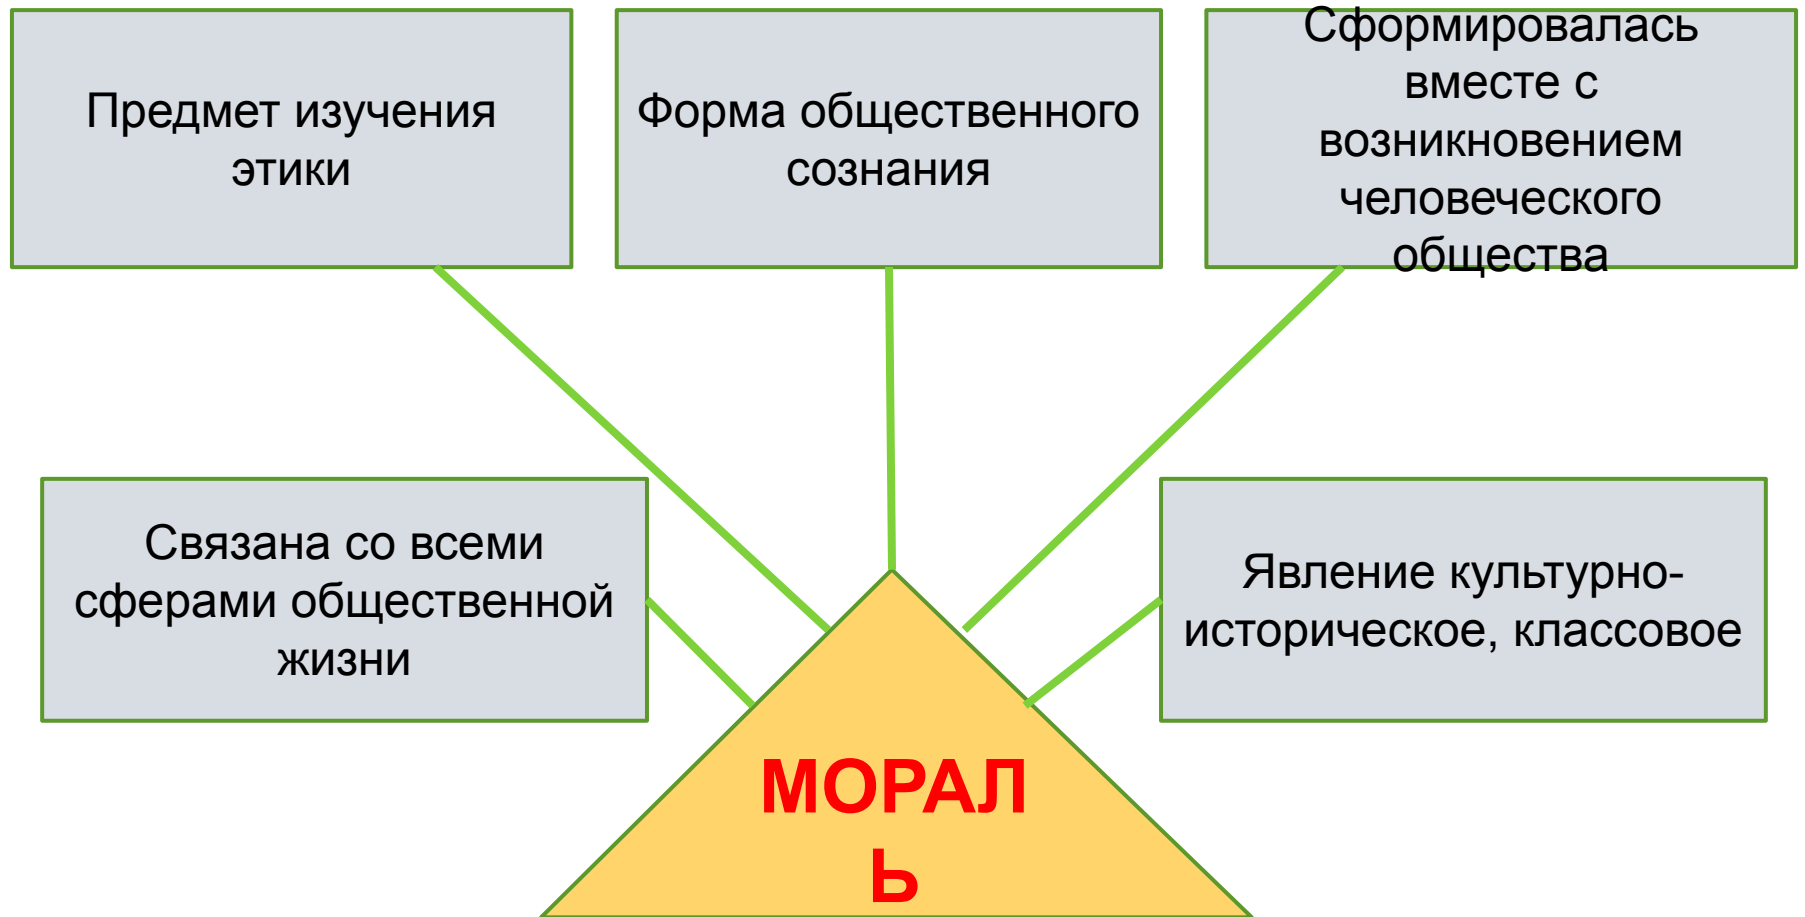 Предмет изучения
этики
Форма общественного
сознания
Сформировалась
вместе с
возникновением
человеческого
общества
Связана со всеми
сферами общественной
жизни
Явление культурно-
историческое, классовое
МОРАЛ
Ь